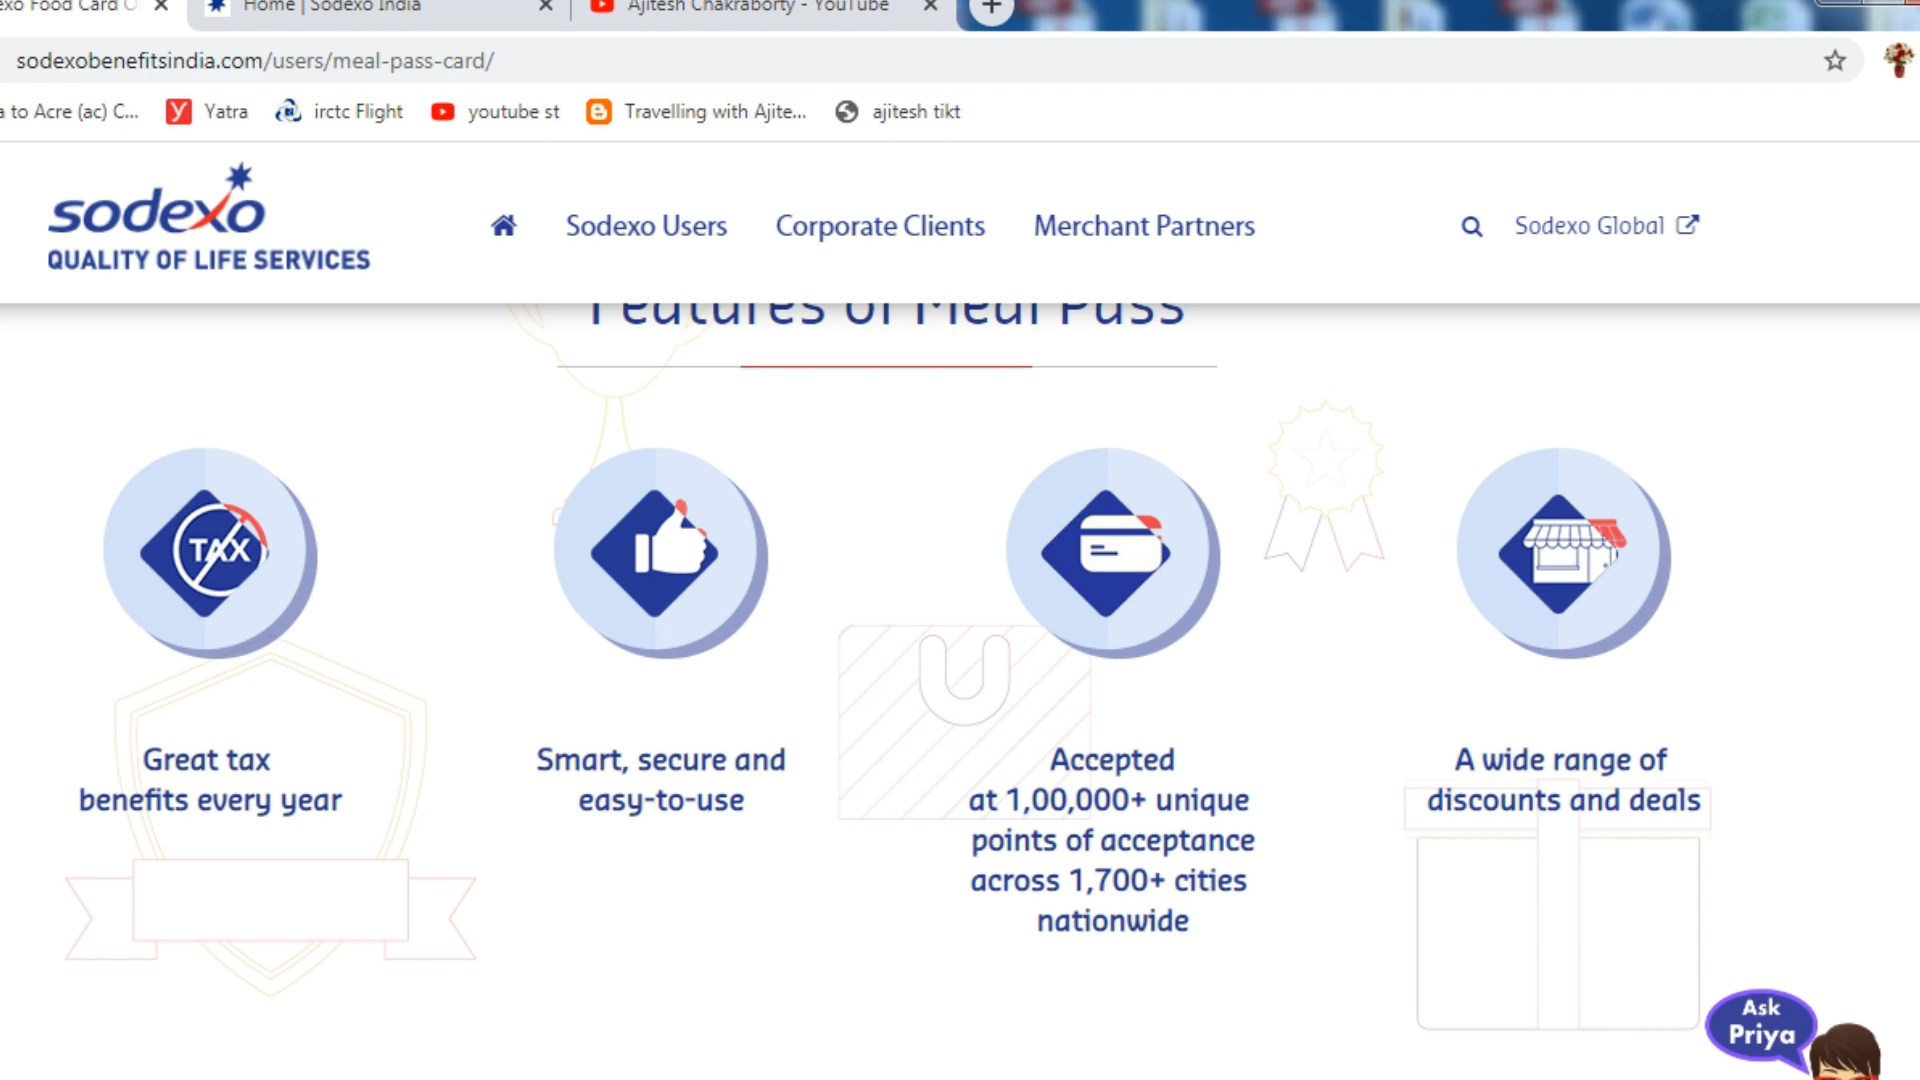 Food Card
Home | Sodexo India
Ajitesh Chakraborty - YouTube
sodexobenefitsindia.com/users/meal-pass-card/
a to Acre (ac) C...
Yatra
irctc Flight
youtube st
Travelling with Ajite...
ajitesh tikt
sodexo
QUALITY OF LIFE SERVICES
Sodexo Users
Corporate Clients
Merchant Partners
Sodexo Global
Features of Meal Pass
TAX
Great tax
benefits every year
Smart, secure and
easy-to-use
Accepted
at 1,00,000+ unique
points of acceptance
across 1,700+ cities
nationwide
A wide range of
discounts and deals
Ask
Priya